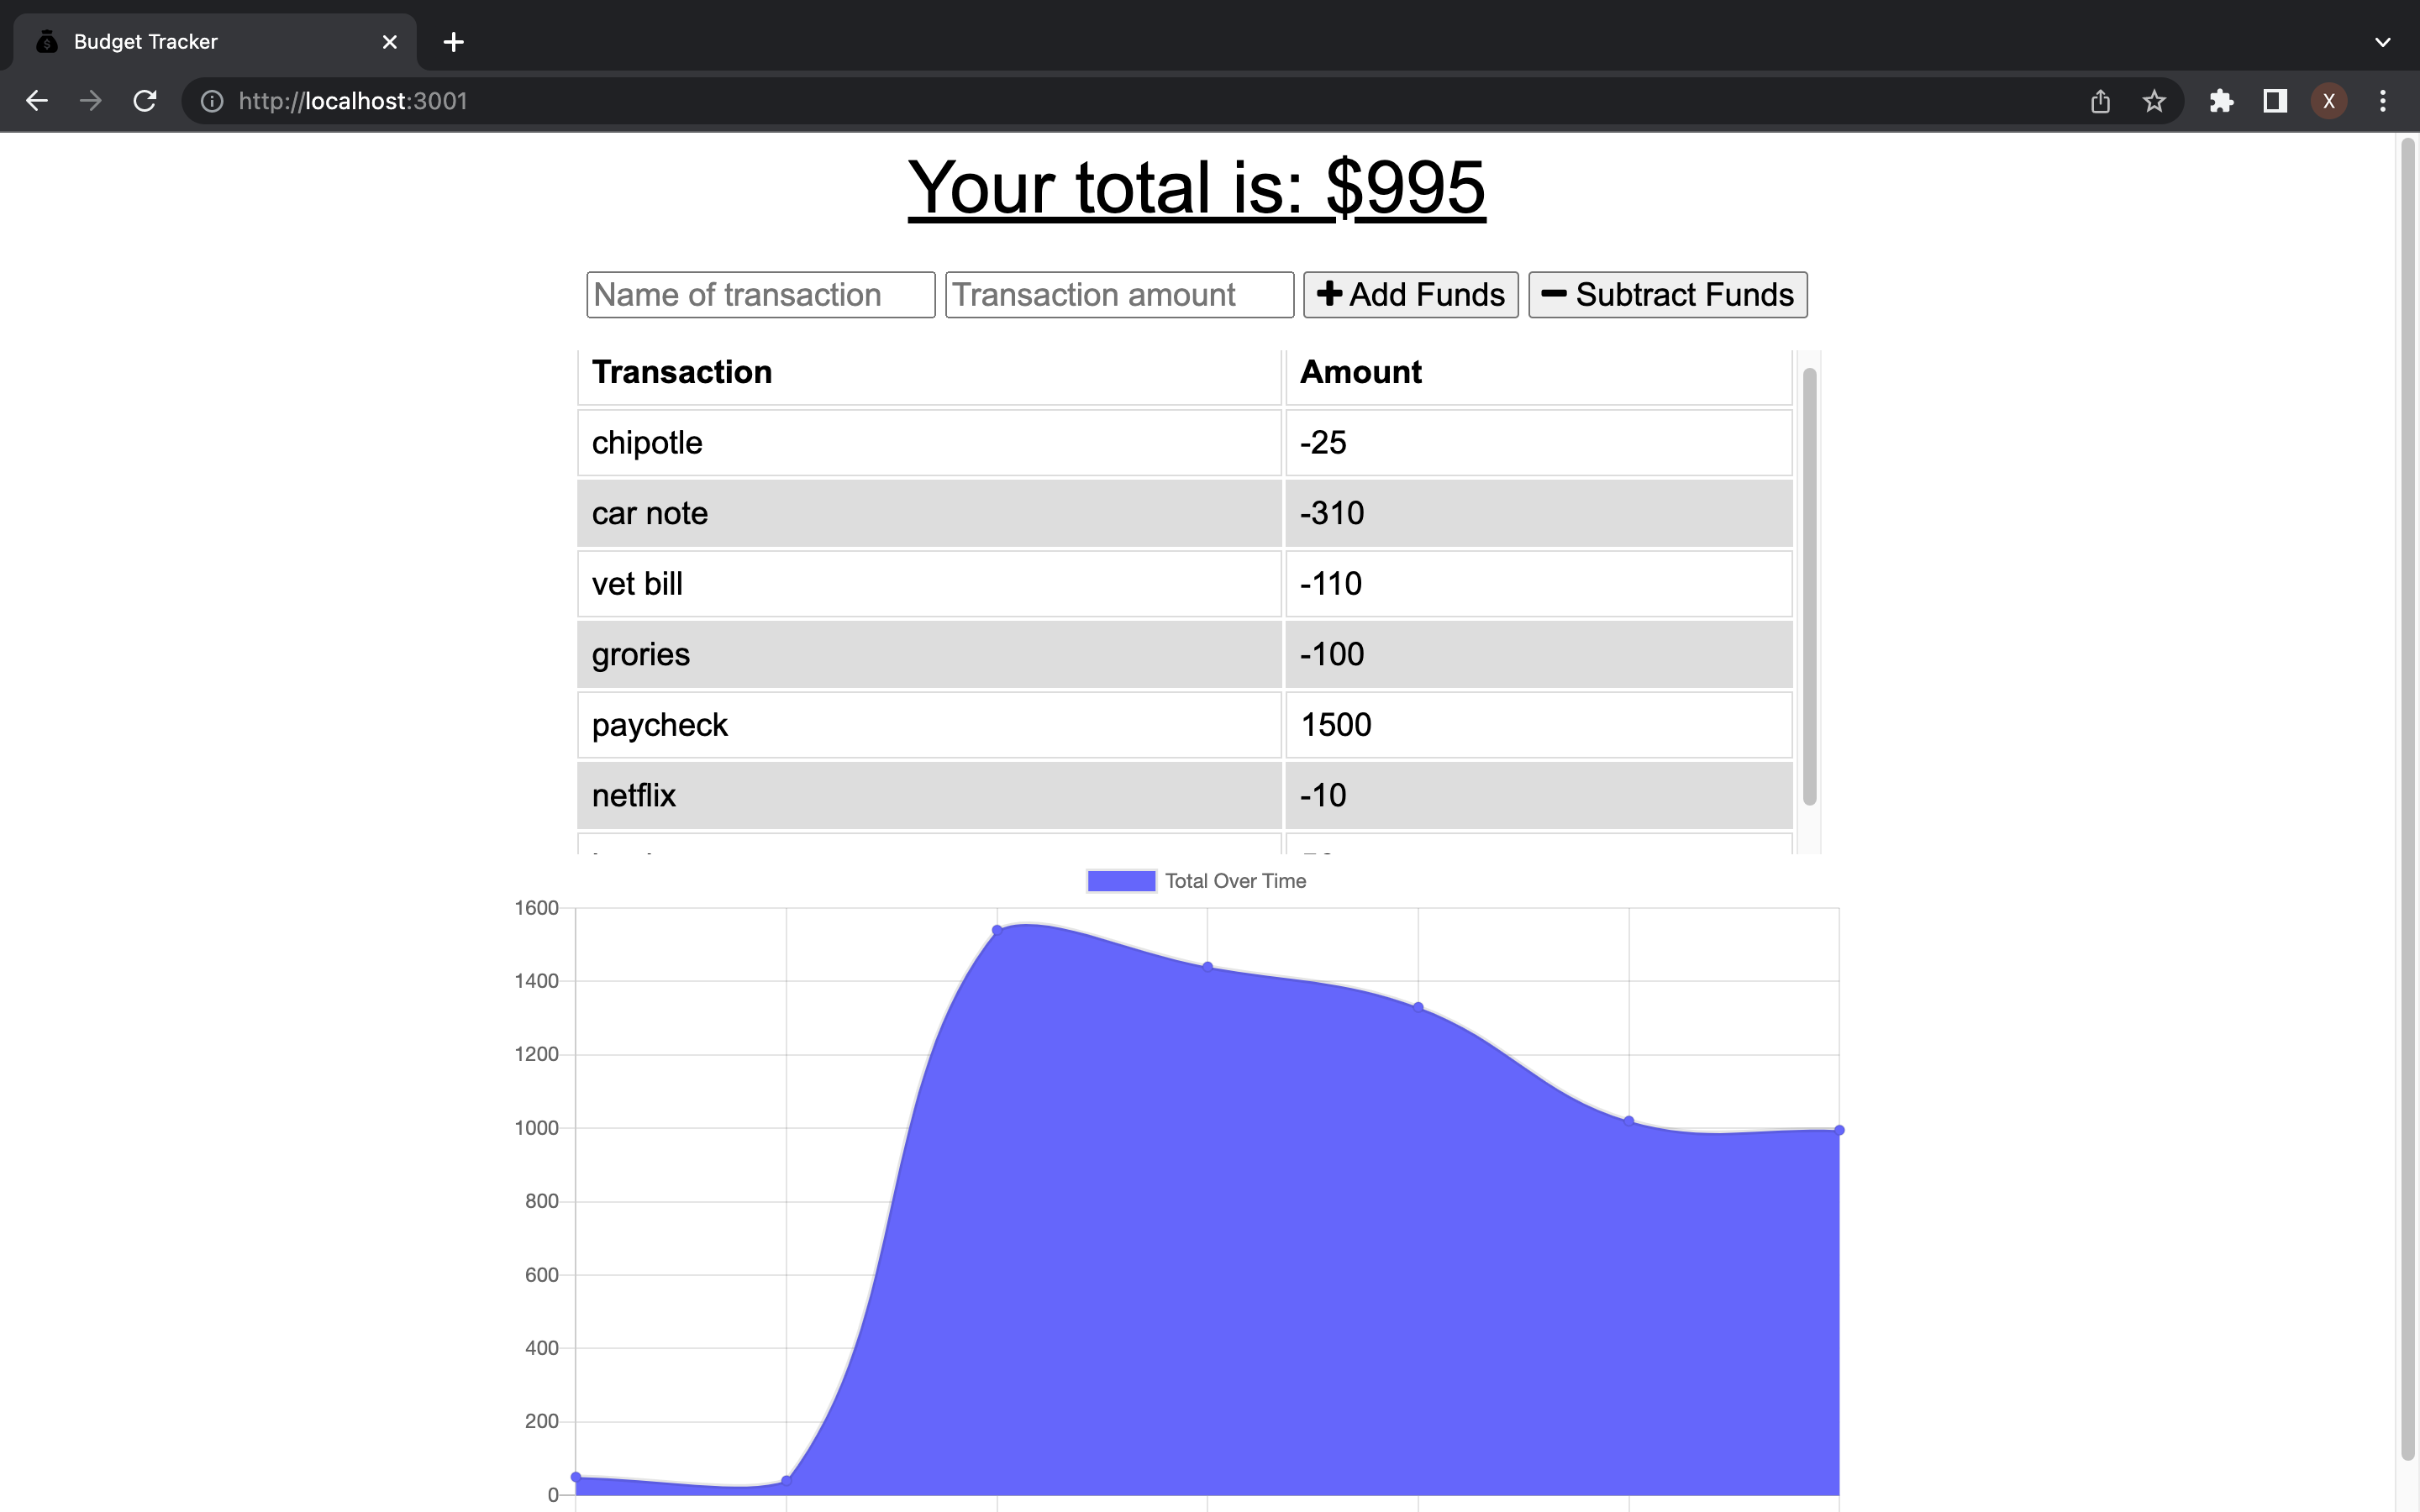 Budget Tracker
http://localhost:3001
X
Your total is: $995
Name of transaction Transaction amount Add Funds Subtract Funds
Transaction Amount
chipotle -25
car note -310
vet bill -110
grories -100
paycheck 1500
netflix -10
Total Over Time
1600
1400
1200
1000
800
600
400
200
0